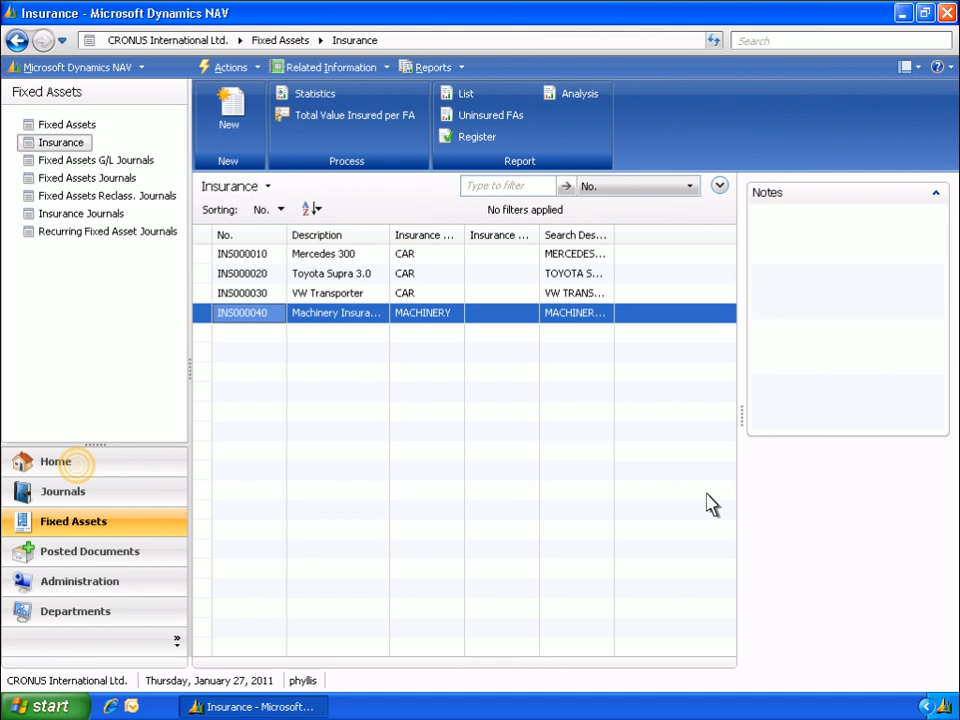 Insurance - Microsoft Dynamics NAV
CRONUS International Ltd. Fixed Assets Insurance
Search
Microsoft Dynamics NAV Actions Related Information Reports
Fixed Assets
Fixed Assets
Insurance
Fixed Assets G/L Journals
Fixed Assets Journals
Fixed Assets Reclass. Journals
Insurance Journals
Recurring Fixed Asset Journals
Home
Journals
Fixed Assets
Posted Documents
Administration
Departments
New
New
Statistics
Total Value Insured per FA
Process
List Analysis
Uninsured FAs
Register
Report
Insurance
Type to filter
No.
Sorting: No.
No filters applied
No. Description Insurance ... Insurance ... Search Des...
INS000010 Mercedes 300 CAR MERCEDES...
INS000020 Toyota Supra 3.0 CAR TOYOTA S...
INS000030 VW Transporter CAR VW TRANS...
INS000040 Machinery Insura... MACHINERY MACHINER...
Notes
CRONUS International Ltd. Thursday, January 27, 2011 phyllis
start
Insurance - Microsoft...